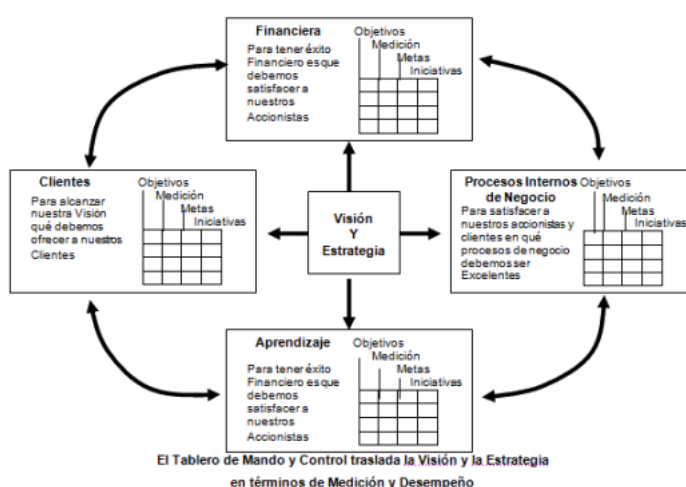 Financiera
Para tener éxito
Financiero es que
debemos
satisfacer a
nuestros
Accionistas
Objetivos
Medición
Metas
Iniciativas
Clientes
Para alcanzar
nuestra Visión
qué debemos
ofrecer a nuestros
Clientes
Objetivos
Medición
Metas
Iniciativas
Visión
Y
Estrategia
Procesos Internos
de Negocio
Para satisfacer a
nuestros accionistas y
clientes en qué
procesos de negocio
debemos ser
Excelentes
Objetivos
Medición
Metas
Iniciativas
Aprendizaje
Para tener éxito
Financiero es que
debemos
satisfacer a
nuestros
Accionistas
Objetivos
Medición
Metas
Iniciativas
El Tablero de Mando y Control traslada la Visión y la Estrategia
en términos de Medición y Desempeño